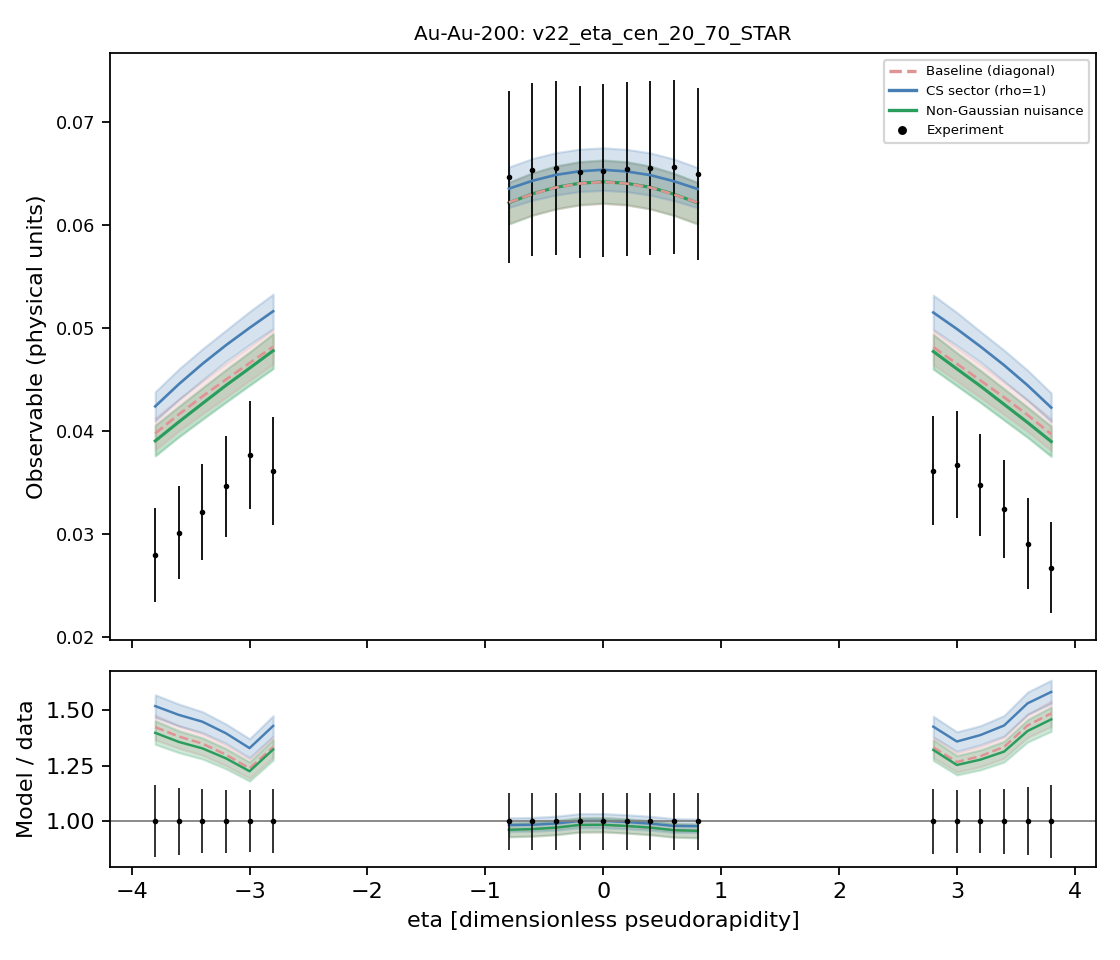 Au-Au-200: v22_eta_cen_20_70_STAR
Baseline (diagonal)
CS sector (rho=1)
Non-Gaussian nuisance
Experiment
Observable (physical units)
0.07
0.06
0.05
0.04
0.03
0.02
Model / data
1.50
1.25
1.00
−4 −3 −2 −1 0 1 2 3 4
eta [dimensionless pseudorapidity]